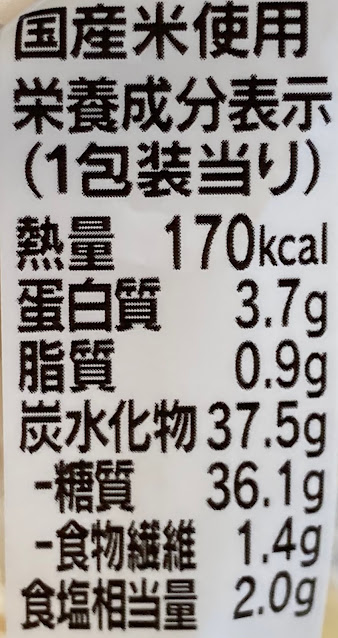 国産米使用
栄養成分表示
(1包装当り)
熱量 170kcal
蛋白質 3.7g
脂質 0.9g
炭水化物 37.5g
-糖質 36.1g
-食物繊維 1.4g
食塩相当量 2.0g